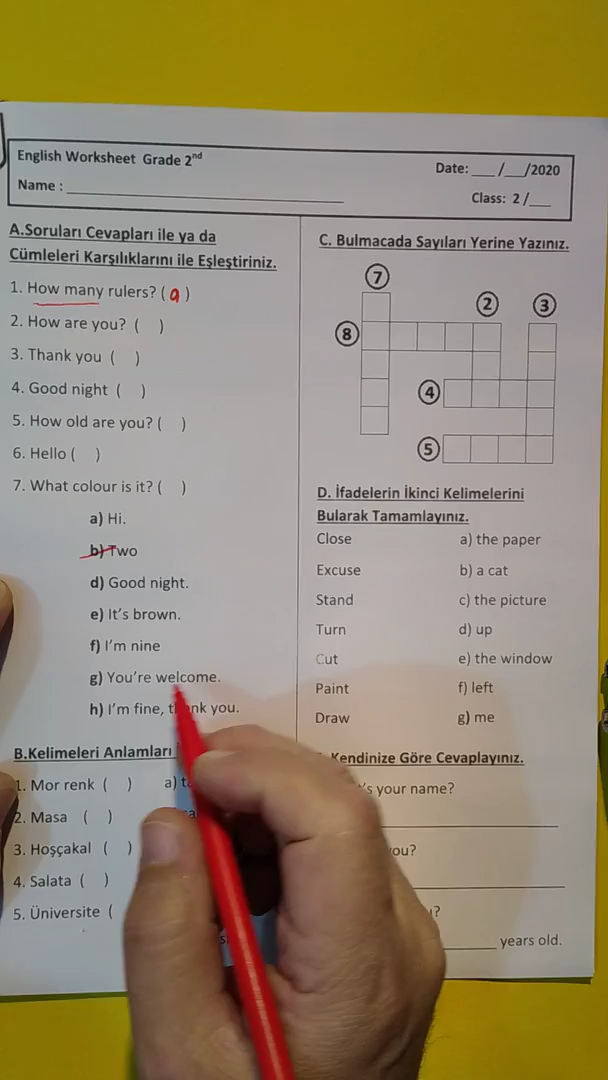 English Worksheet Grade 2nd
Date: ___/___/2020
Name : ______________________________
Class: 2 /___
A.Soruları Cevapları ile ya da
Cümleleri Karşılıklarını ile Eşleştiriniz.
1. How many rulers? ( a )
2. How are you? ( )
3. Thank you ( )
4. Good night ( )
5. How old are you? ( )
6. Hello ( )
7. What colour is it? ( )
a) Hi.
b) Two
d) Good night.
e) It's brown.
f) I'm nine
g) You're welcome.
h) I'm fine, thank you.
B.Kelimeleri Anlamları
1. Mor renk ( ) a)
2. Masa ( )
3. Hoşçakal ( )
4. Salata ( )
5. Üniversite (
C. Bulmacada Sayıları Yerine Yazınız.
7
2
3
8
4
5
D. İfadelerin İkinci Kelimelerini
Bularak Tamamlayınız.
Close a) the paper
Excuse b) a cat
Stand c) the picture
Turn d) up
Cut e) the window
Paint f) left
Draw g) me
Kendinize Göre Cevaplayınız.
's your name?
you?
?
________ years old.